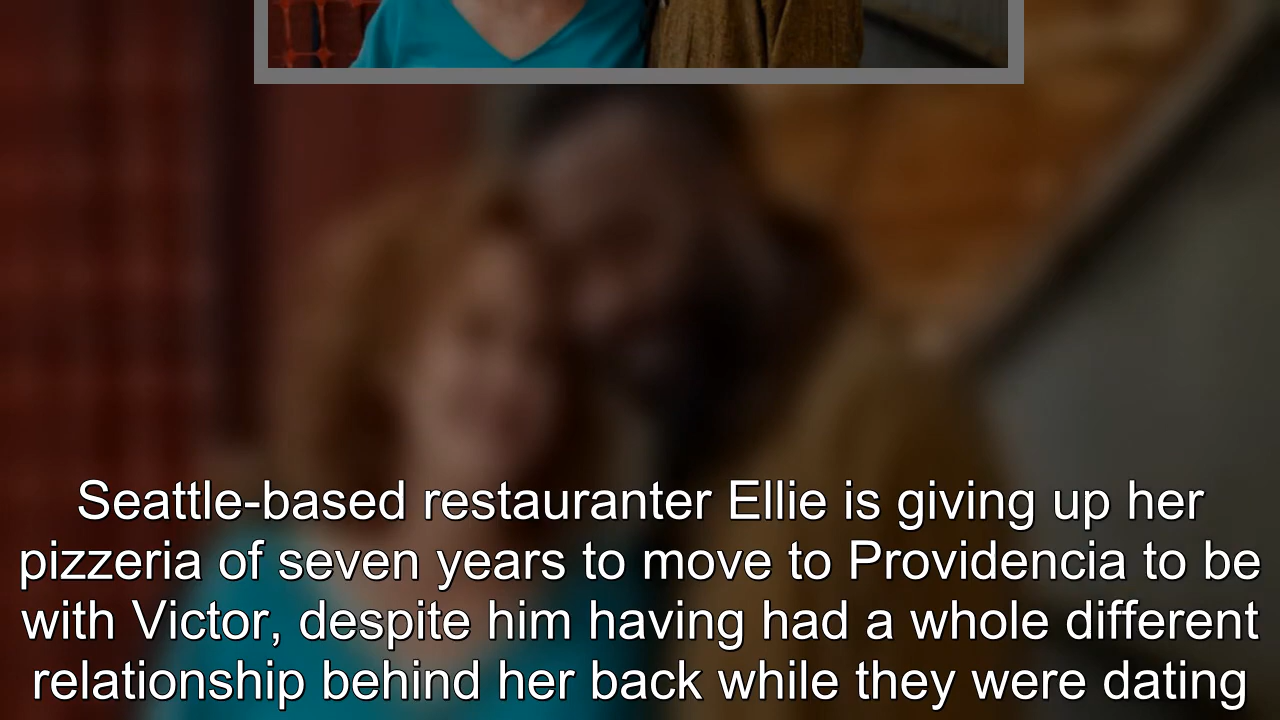 Seattle-based restauranter Ellie is giving up her
pizzeria of seven years to move to Providencia to be
with Victor, despite him having had a whole different
relationship behind her back while they were dating